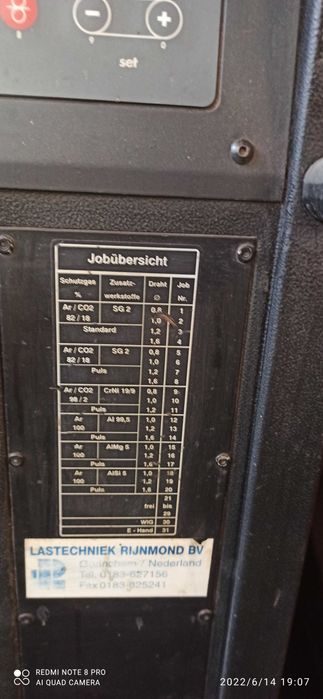 − +
9 0
set
Jobübersicht
Schutzgas % Zusatz-werkstoffe Draht ∅ Job Nr.
Ar / CO2 SG 2 0,8 1
82 / 18 1,0 2
Standard 1,2 3
1,6 4
Ar / CO2 SG 2 0,8 5
82 / 18 1,0 6
Puls 1,2 7
1,6 8
Ar / CO2 CrNi 19/9 0,8 9
98 / 2 1,0 10
Puls 1,2 11
Ar Al 99,5 1,0 12
100 1,2 13
Puls 1,6 14
Ar AlMg 5 1,0 15
100 1,2 16
Puls 1,6 17
Ar AlSi 5 1,0 18
100 1,2 19
Puls 1,6 20
21
frei bis
29
WIG 30
E - Hand 31
LASTECHNIEK RIJNMOND BV
Gorinchem / Nederland
Tel. 0183-627156
Fax 0183-625241
REDMI NOTE 8 PRO
AI QUAD CAMERA
2022/6/14 19:07